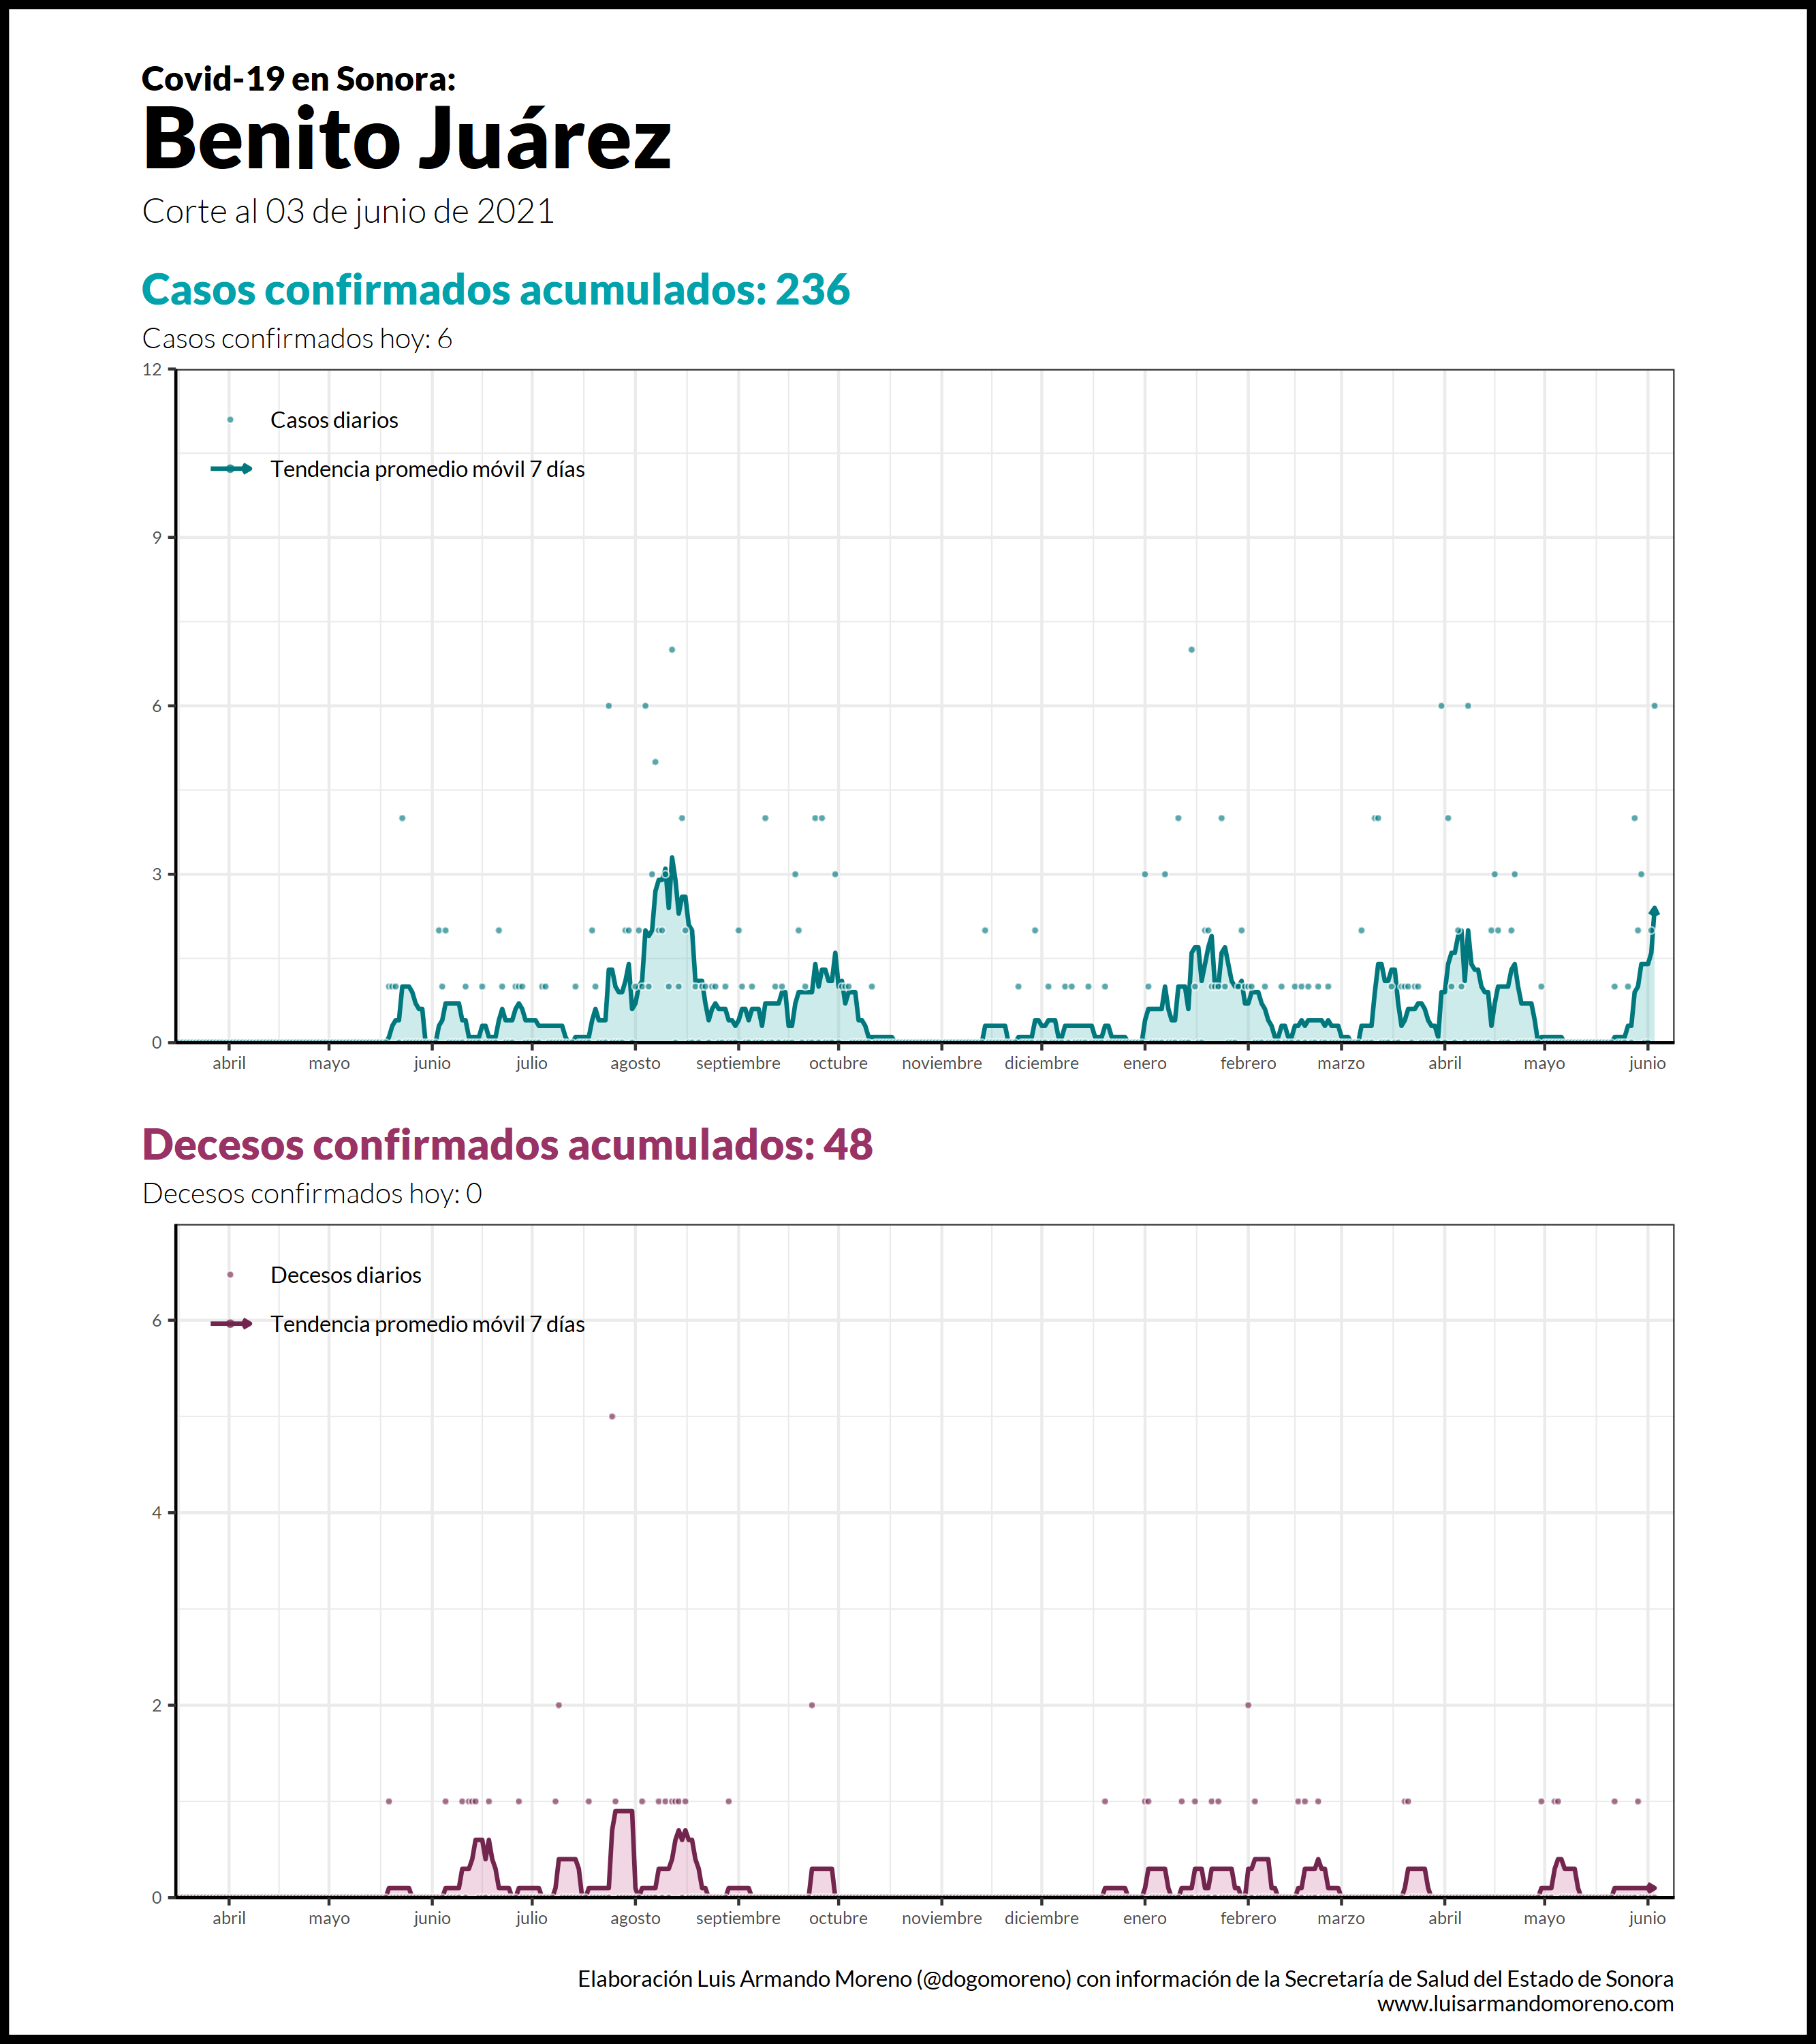 Covid-19 en Sonora:
Benito Juárez
Corte al 03 de junio de 2021
Casos confirmados acumulados: 236
Casos confirmados hoy: 6
12
Casos diarios
Tendencia promedio móvil 7 días
9
6
3
0
abril mayo junio julio agosto septiembre octubre noviembre diciembre enero febrero marzo abril mayo junio
Decesos confirmados acumulados: 48
Decesos confirmados hoy: 0
Decesos diarios
6 Tendencia promedio móvil 7 días
4
2
0
abril mayo junio julio agosto septiembre octubre noviembre diciembre enero febrero marzo abril mayo junio
Elaboración Luis Armando Moreno (@dogomoreno) con información de la Secretaría de Salud del Estado de Sonora
www.luisarmandomoreno.com